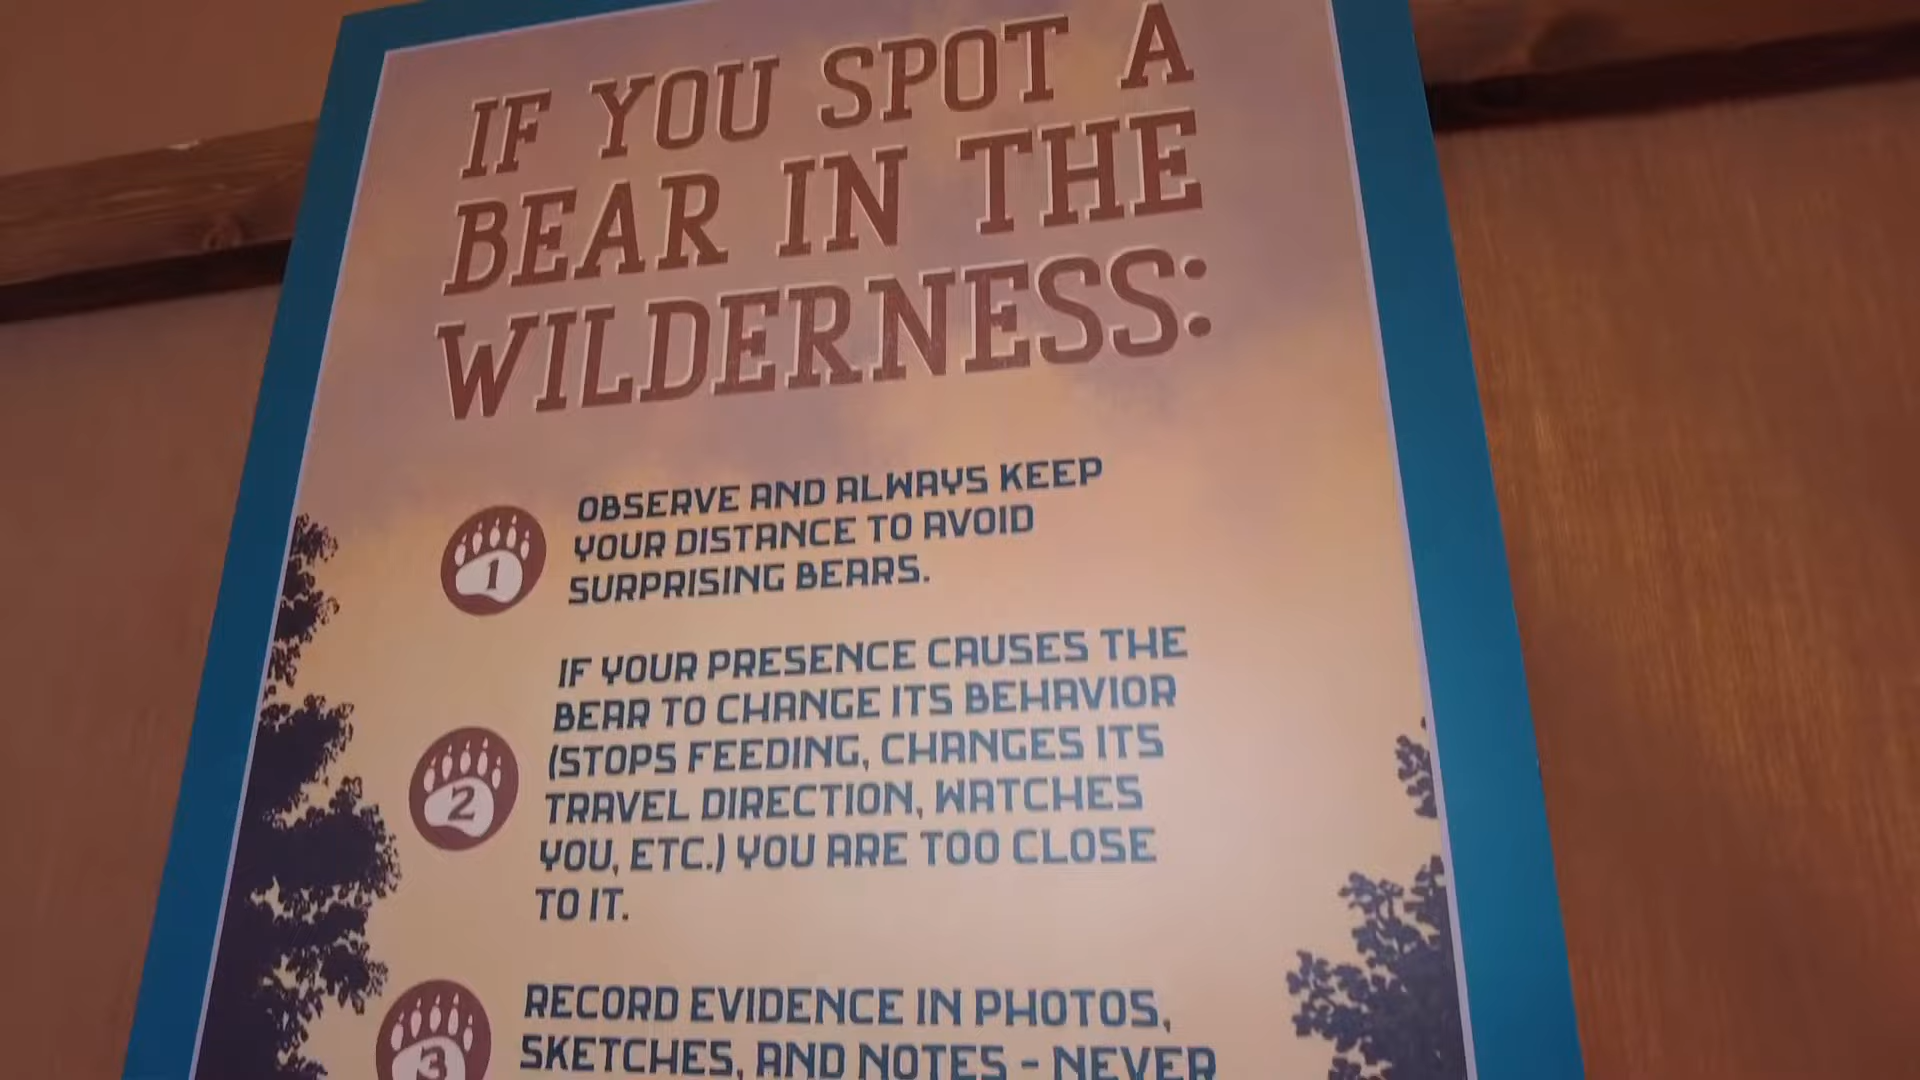 IF YOU SPOT A
BEAR IN THE
WILDERNESS:
1
OBSERVE AND ALWAYS KEEP
YOUR DISTANCE TO AVOID
SURPRISING BEARS.
2
IF YOUR PRESENCE CAUSES THE
BEAR TO CHANGE ITS BEHAVIOR
(STOPS FEEDING, CHANGES ITS
TRAVEL DIRECTION, WATCHES
YOU, ETC.) YOU ARE TOO CLOSE
TO IT.
3
RECORD EVIDENCE IN PHOTOS,
SKETCHES, AND NOTES - NEVER